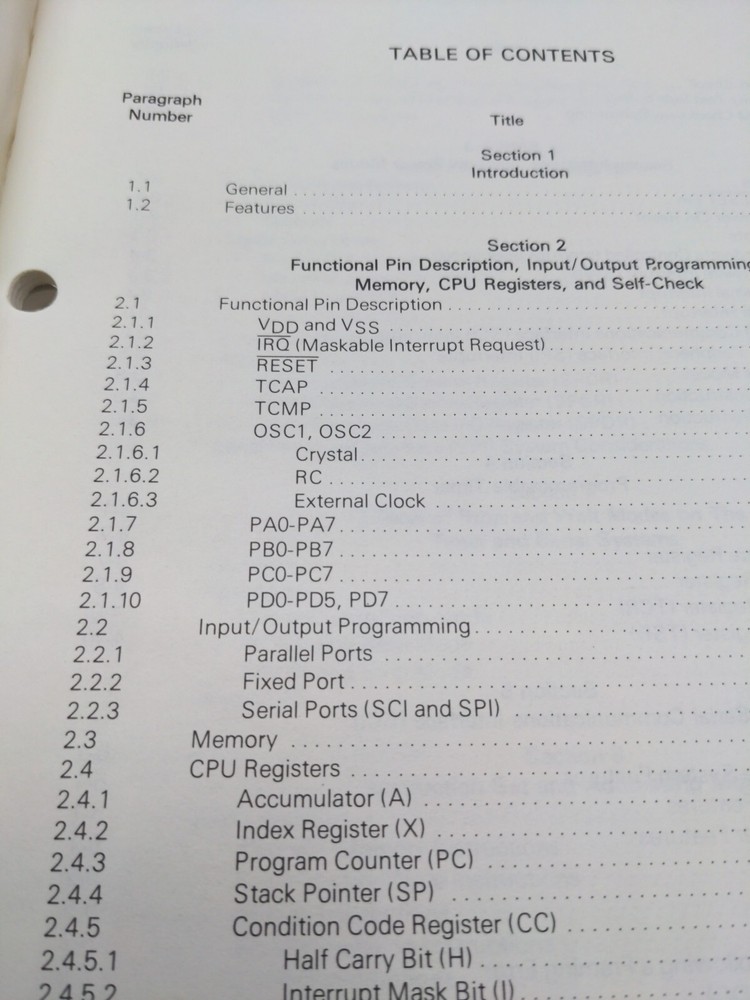 TABLE OF CONTENTS
Paragraph
Number
Title
Section 1
Introduction
1.1 General
1.2 Features
Section 2
Functional Pin Description, Input/Output Programming
Memory, CPU Registers, and Self-Check
2.1 Functional Pin Description
2.1.1 VDD and VSS
2.1.2 IRQ (Maskable Interrupt Request)
2.1.3 RESET
2.1.4 TCAP
2.1.5 TCMP
2.1.6 OSC1, OSC2
2.1.6.1 Crystal
2.1.6.2 RC
2.1.6.3 External Clock
2.1.7 PA0-PA7
2.1.8 PB0-PB7
2.1.9 PC0-PC7
2.1.10 PD0-PD5, PD7
2.2 Input/Output Programming
2.2.1 Parallel Ports
2.2.2 Fixed Port
2.2.3 Serial Ports (SCI and SPI)
2.3 Memory
2.4 CPU Registers
2.4.1 Accumulator (A)
2.4.2 Index Register (X)
2.4.3 Program Counter (PC)
2.4.4 Stack Pointer (SP)
2.4.5 Condition Code Register (CC)
2.4.5.1 Half Carry Bit (H)
2.4.5.2 Interrupt Mask Bit (I)